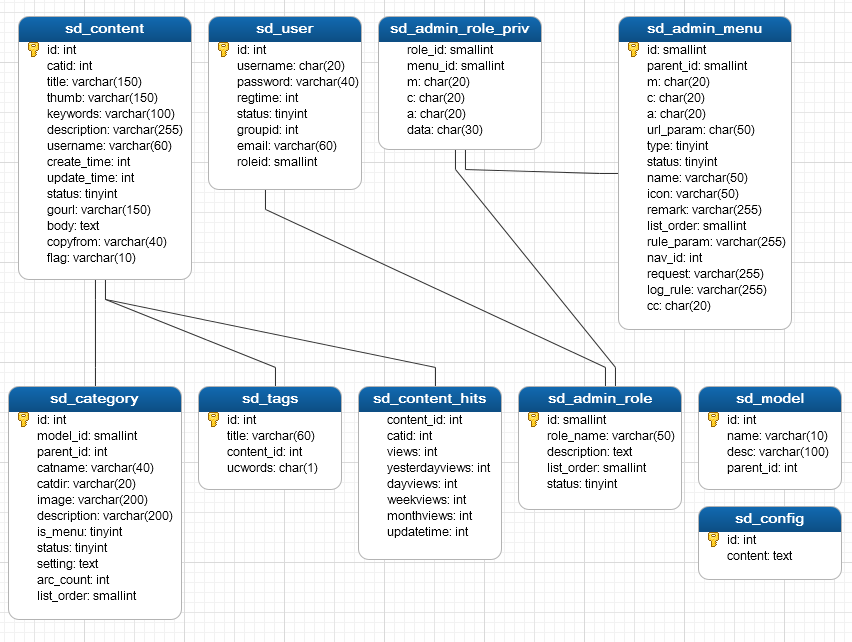 sd_content
id: int
catid: int
title: varchar(150)
thumb: varchar(150)
keywords: varchar(100)
description: varchar(255)
username: varchar(60)
create_time: int
update_time: int
status: tinyint
gourl: varchar(150)
body: text
copyfrom: varchar(40)
flag: varchar(10)
sd_user
id: int
username: char(20)
password: varchar(40)
regtime: int
status: tinyint
groupid: int
email: varchar(60)
roleid: smallint
sd_admin_role_priv
role_id: smallint
menu_id: smallint
m: char(20)
c: char(20)
a: char(20)
data: char(30)
sd_admin_menu
id: smallint
parent_id: smallint
m: char(20)
c: char(20)
a: char(20)
url_param: char(50)
type: tinyint
status: tinyint
name: varchar(50)
icon: varchar(50)
remark: varchar(255)
list_order: smallint
rule_param: varchar(255)
nav_id: int
request: varchar(255)
log_rule: varchar(255)
cc: char(20)
sd_category
id: int
model_id: smallint
parent_id: int
catname: varchar(40)
catdir: varchar(20)
image: varchar(200)
description: varchar(200)
is_menu: tinyint
status: tinyint
setting: text
arc_count: int
list_order: smallint
sd_tags
id: int
title: varchar(60)
content_id: int
ucwords: char(1)
sd_content_hits
content_id: int
catid: int
views: int
yesterdayviews: int
dayviews: int
weekviews: int
monthviews: int
updatetime: int
sd_admin_role
id: smallint
role_name: varchar(50)
description: text
list_order: smallint
status: tinyint
sd_model
id: int
name: varchar(10)
desc: varchar(100)
parent_id: int
sd_config
id: int
content: text